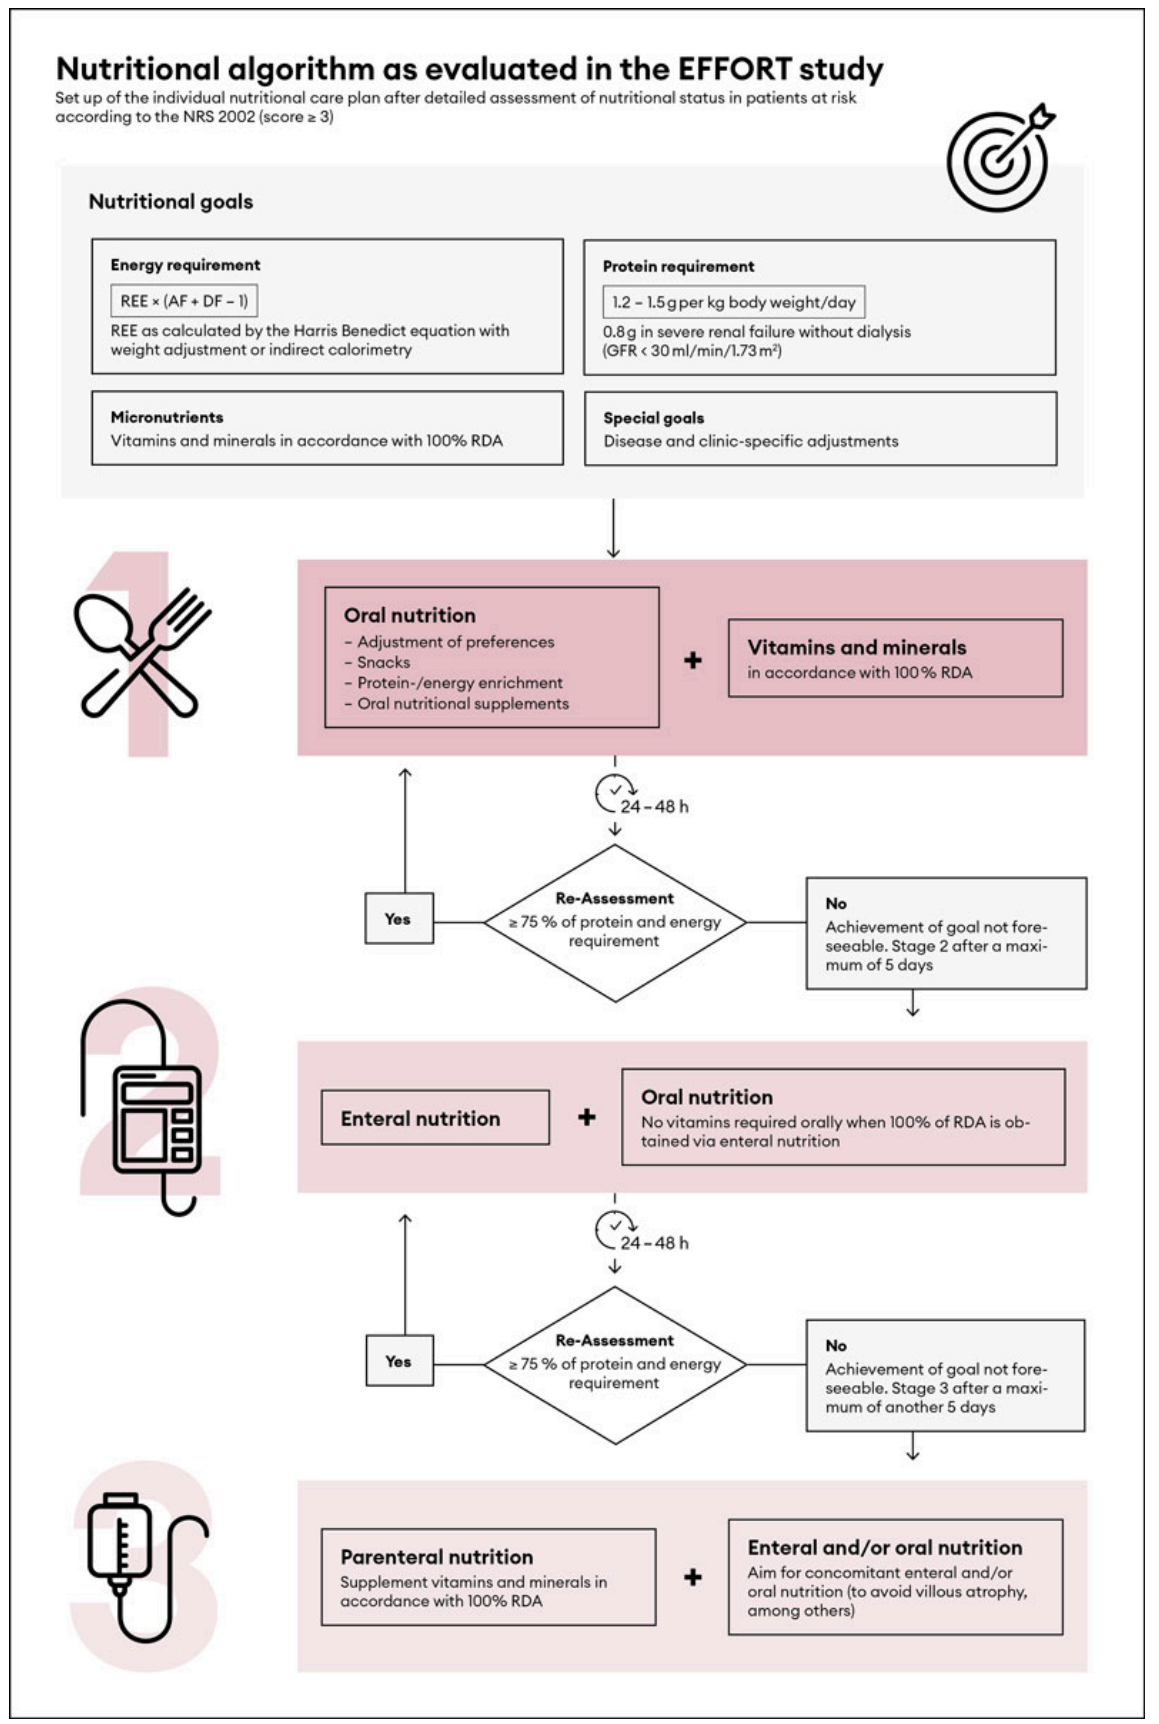 Nutritional algorithm as evaluated in the EFFORT study
Set up of the individual nutritional care plan after detailed assessment of nutritional status in patients at risk
according to the NRS 2002 (score ≥ 3)
Nutritional goals
Energy requirement
REE × (AF + DF – 1)
REE as calculated by the Harris Benedict equation with
weight adjustment or indirect calorimetry
Protein requirement
1.2 – 1.5 g per kg body weight/day
0.8 g in severe renal failure without dialysis
(GFR < 30 ml/min/1.73 m²)
Micronutrients
Vitamins and minerals in accordance with 100% RDA
Special goals
Disease and clinic-specific adjustments
1
Oral nutrition
– Adjustment of preferences
– Snacks
– Protein-/energy enrichment
– Oral nutritional supplements
+
Vitamins and minerals
in accordance with 100 % RDA
24 – 48 h
Re-Assessment
≥ 75 % of protein and energy
requirement
Yes
No
Achievement of goal not fore-
seeable. Stage 2 after a maxi-
mum of 5 days
2
Enteral nutrition
+
Oral nutrition
No vitamins required orally when 100% of RDA is ob-
tained via enteral nutrition
24 – 48 h
Re-Assessment
≥ 75 % of protein and energy
requirement
Yes
No
Achievement of goal not fore-
seeable. Stage 3 after a maxi-
mum of another 5 days
3
Parenteral nutrition
Supplement vitamins and minerals in
accordance with 100% RDA
+
Enteral and/or oral nutrition
Aim for concomitant enteral and/or
oral nutrition (to avoid villous atrophy,
among others)